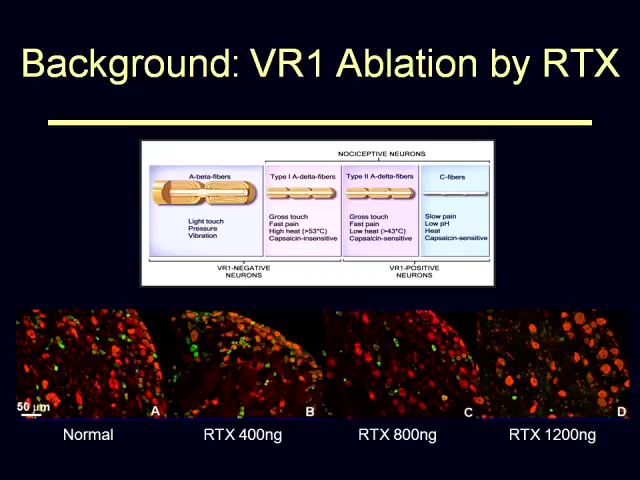 Background: VR1 Ablation by RTX
NOCICEPTIVE NEURONS
A-beta-fibers
Type I A-delta-fibers
Type II A-delta-fibers
C-fibers
Light touch
Pressure
Vibration
Gross touch
Fast pain
High heat (>53°C)
Capsaicin-insensitive
Gross touch
Fast pain
Low heat (>43°C)
Capsaicin-sensitive
Slow pain
Low pH
Heat
Capsaicin-sensitive
VR1-NEGATIVE
NEURONS
VR1-POSITIVE
NEURONS
50 µm
A
B
C
D
Normal
RTX 400ng
RTX 800ng
RTX 1200ng